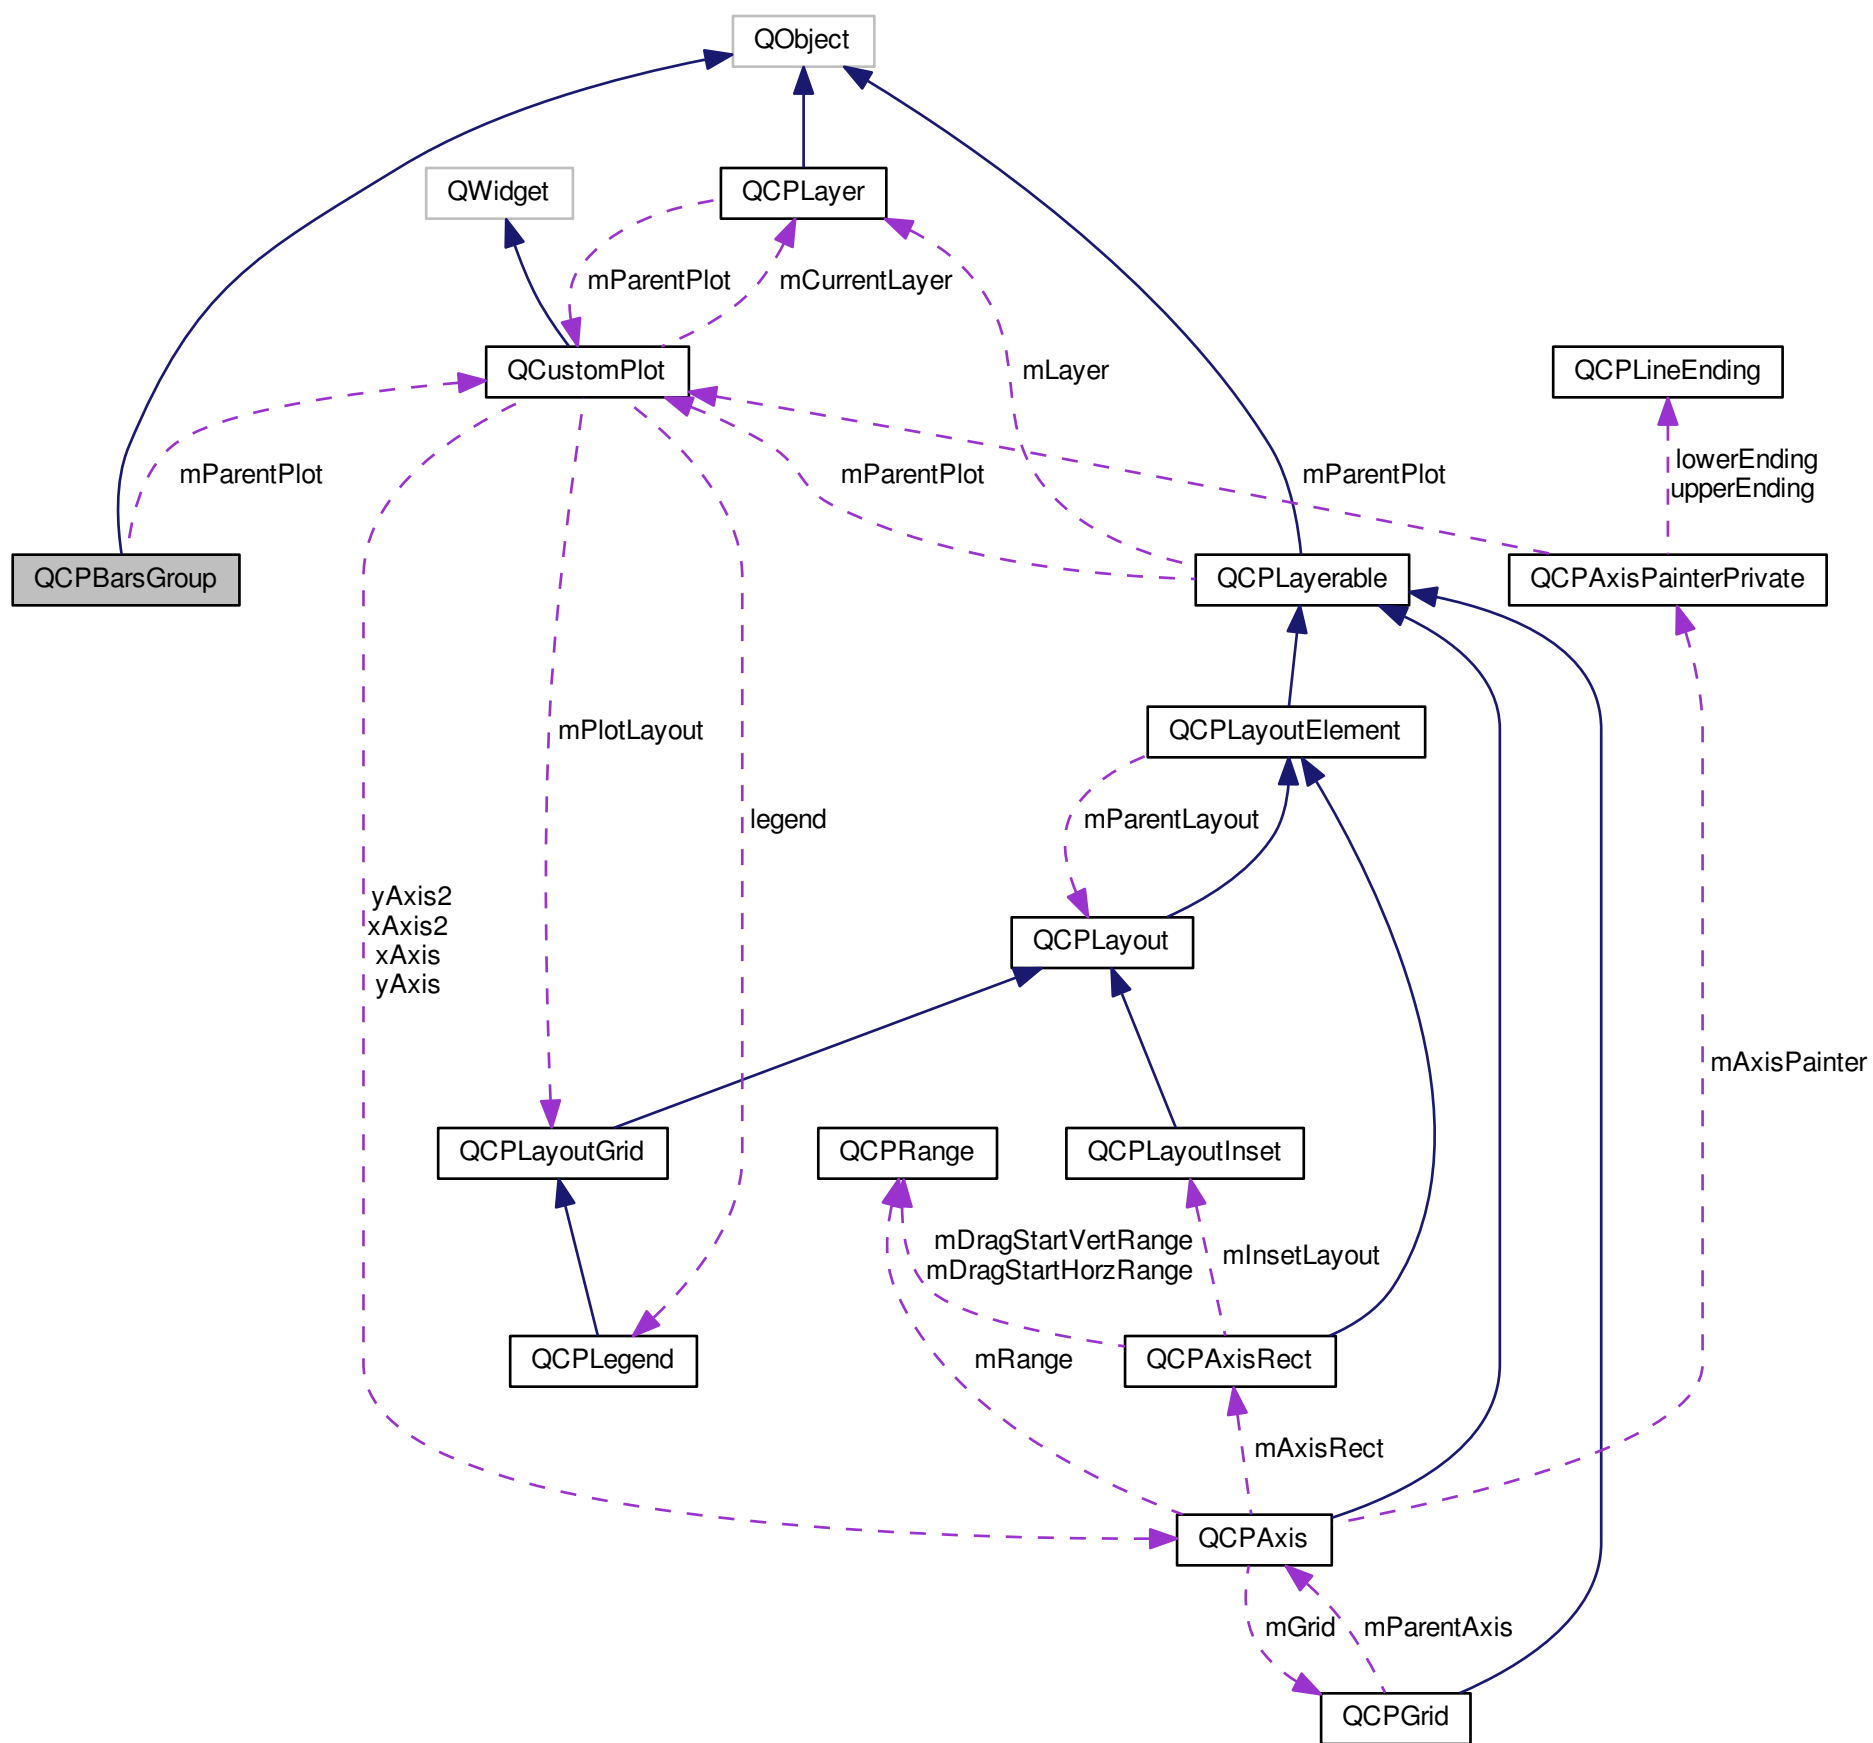 QObject
QWidget
QCPLayer
mParentPlot
mCurrentLayer
QCustomPlot
mLayer
QCPLineEnding
mParentPlot
mParentPlot
mParentPlot
lowerEnding
upperEnding
QCPBarsGroup
QCPLayerable
QCPAxisPainterPrivate
mPlotLayout
QCPLayoutElement
legend
mParentLayout
yAxis2
xAxis2
xAxis
yAxis
QCPLayout
mAxisPainter
QCPLayoutGrid
QCPRange
QCPLayoutInset
mDragStartVertRange
mDragStartHorzRange
mInsetLayout
QCPLegend
mRange
QCPAxisRect
mAxisRect
QCPAxis
mGrid
mParentAxis
QCPGrid